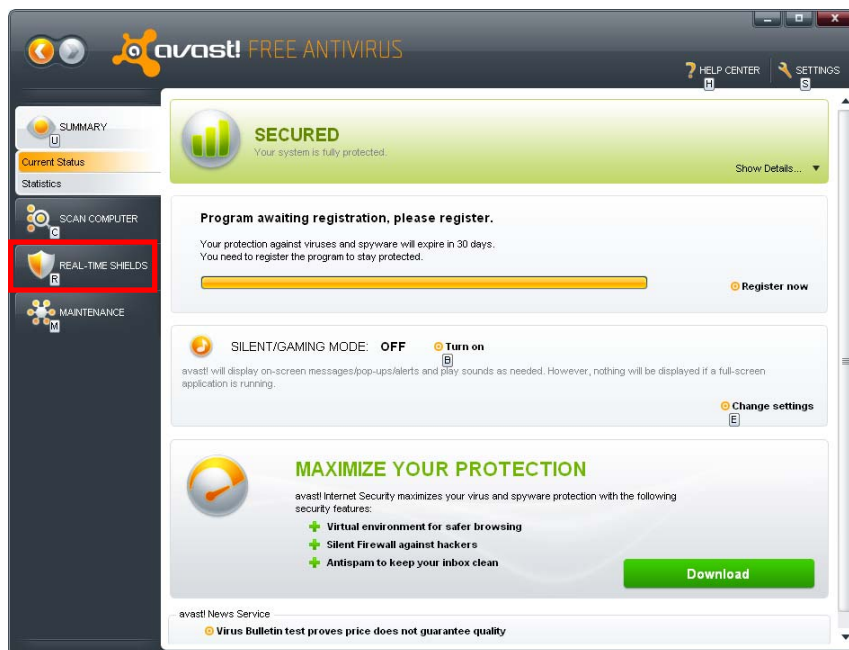 avast! FREE ANTIVIRUS
HELP CENTER
H
SETTINGS
S
SUMMARY
U
Current Status
Statistics
SCAN COMPUTER
C
REAL-TIME SHIELDS
R
MAINTENANCE
M
SECURED
Your system is fully protected.
Show Details...
Program awaiting registration, please register.
Your protection against viruses and spyware will expire in 30 days.
You need to register the program to stay protected.
Register now
SILENT/GAMING MODE: OFF
Turn on
B
avast! will display on-screen messages/pop-ups/alerts and play sounds as needed. However, nothing will be displayed if a full-screen
application is running.
Change settings
E
MAXIMIZE YOUR PROTECTION
avast! Internet Security maximizes your virus and spyware protection with the following
security features:
Virtual environment for safer browsing
Silent Firewall against hackers
Antispam to keep your inbox clean
Download
avast! News Service
Virus Bulletin test proves price does not guarantee quality